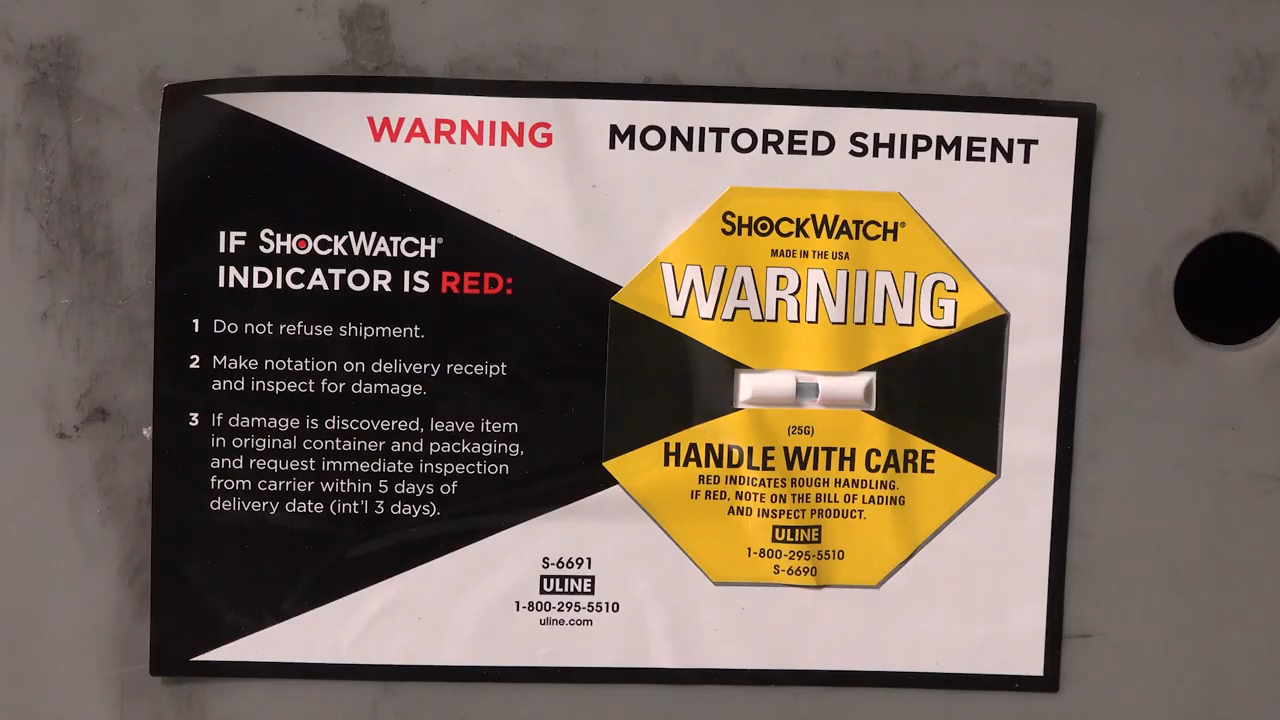 WARNING MONITORED SHIPMENT
IF SHOCKWATCH®
INDICATOR IS RED:
1 Do not refuse shipment.
2 Make notation on delivery receipt
and inspect for damage.
3 If damage is discovered, leave item
in original container and packaging,
and request immediate inspection
from carrier within 5 days of
delivery date (int'l 3 days).
S-6691
ULINE
1-800-295-5510
uline.com
SHOCKWATCH®
MADE IN THE USA
WARNING
(25G)
HANDLE WITH CARE
RED INDICATES ROUGH HANDLING.
IF RED, NOTE ON THE BILL OF LADING
AND INSPECT PRODUCT.
ULINE
1-800-295-5510
S-6690